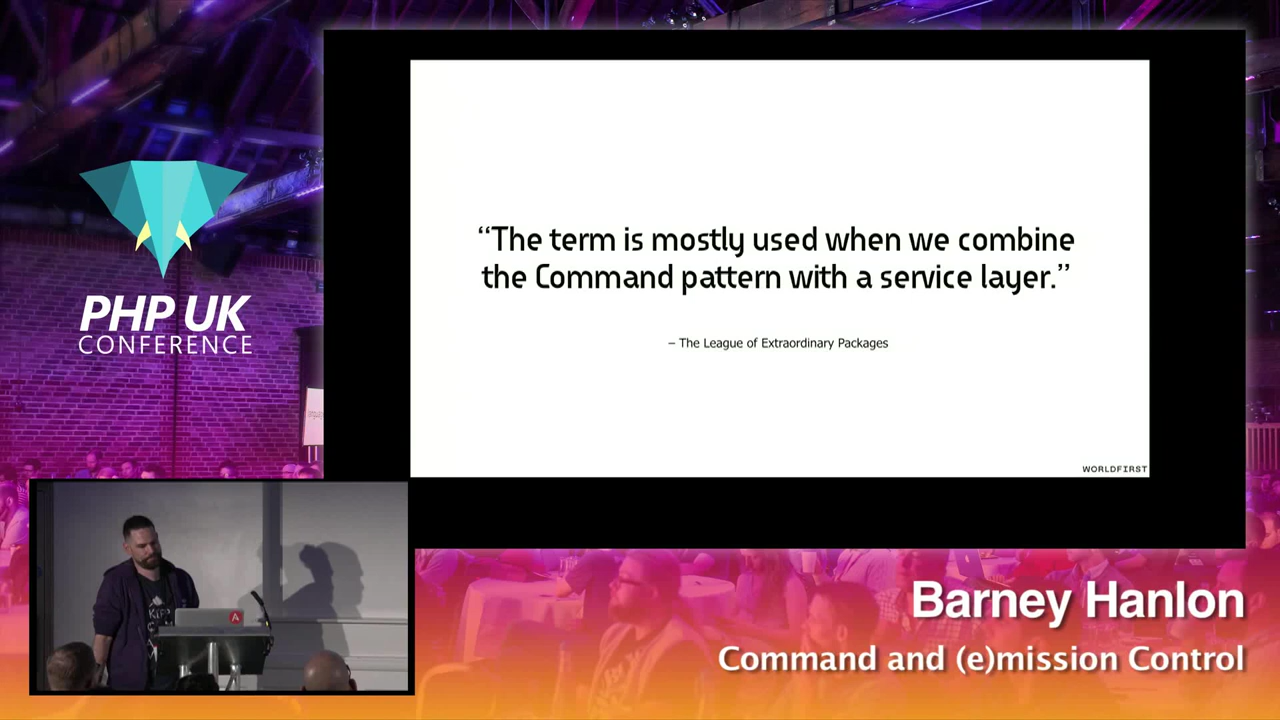 “The term is mostly used when we combine
the Command pattern with a service layer.”
– The League of Extraordinary Packages
WORLDFIRST
PHP UK
CONFERENCE
Barney Hanlon
Command and (e)mission Control